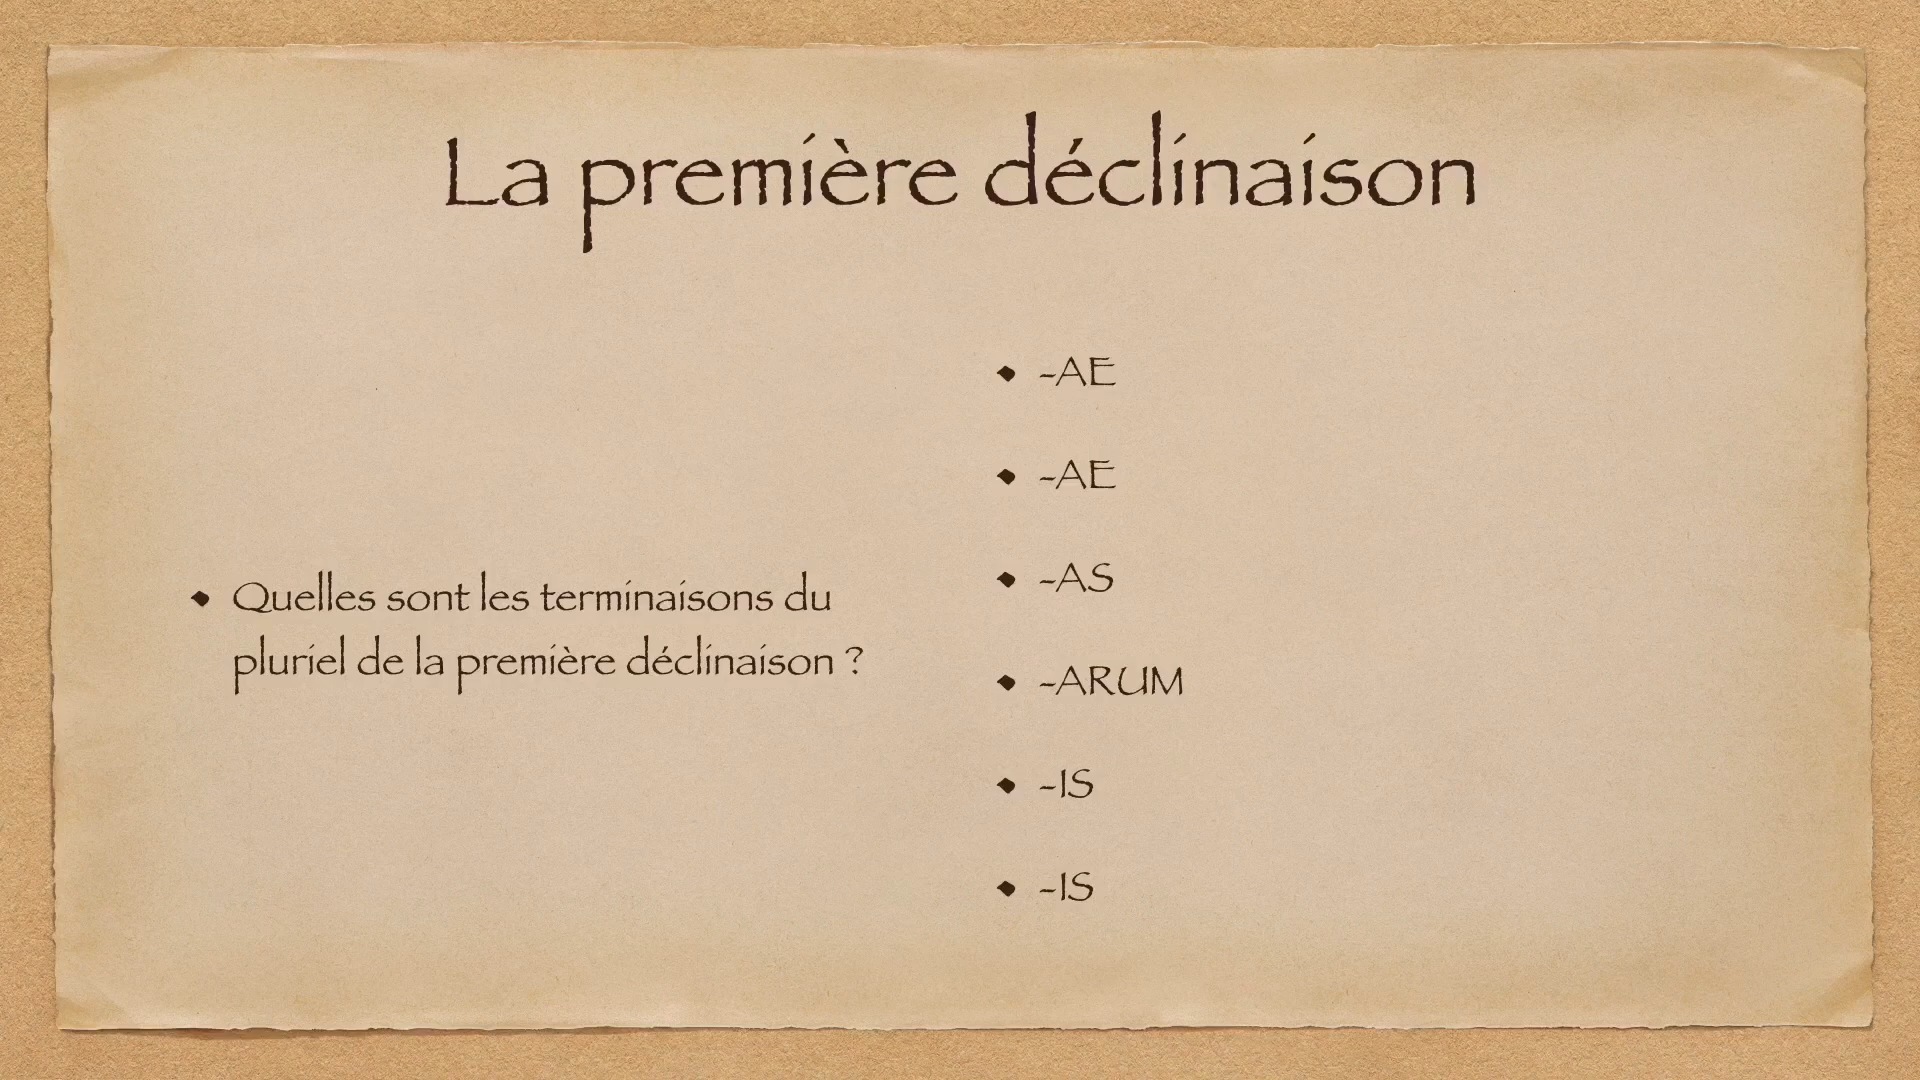 La première déclinaison
• Quelles sont les terminaisons du
pluriel de la première déclinaison ?
• -AE
• -AE
• -AS
• -ARUM
• -IS
• -IS